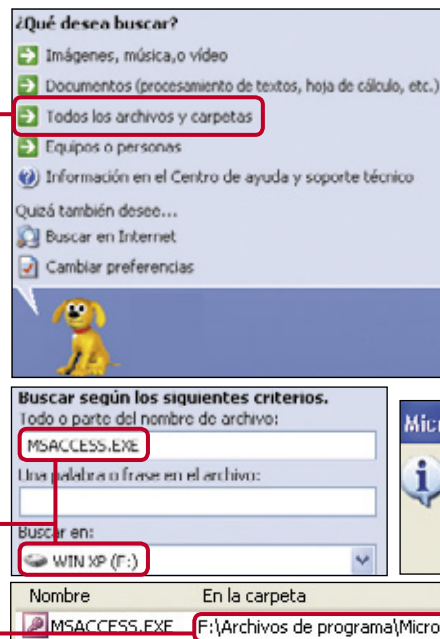 ¿Qué desea buscar?
Imágenes, música,o vídeo
Documentos (procesamiento de textos, hoja de cálculo, etc.)
Todos los archivos y carpetas
Equipos o personas
Información en el Centro de ayuda y soporte técnico
Quizá también desee...
Buscar en Internet
Cambiar preferencias
Buscar según los siguientes criterios.
Todo o parte del nombre de archivo:
MSACCESS.EXE
Una palabra o frase en el archivo:
Buscar en:
WIN XP (F:)
Micr
Nombre En la carpeta
MSACCESS.EXE F:\Archivos de programa\Micro